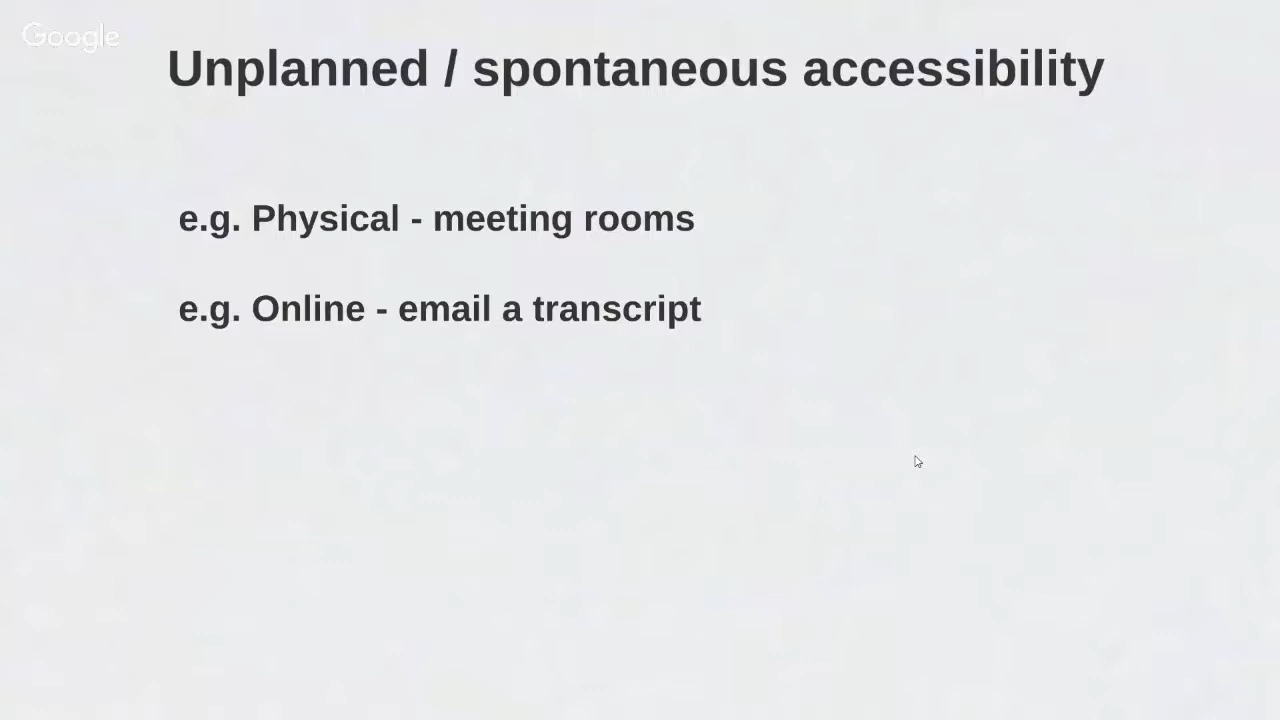 Google
Unplanned / spontaneous accessibility
e.g. Physical - meeting rooms
e.g. Online - email a transcript